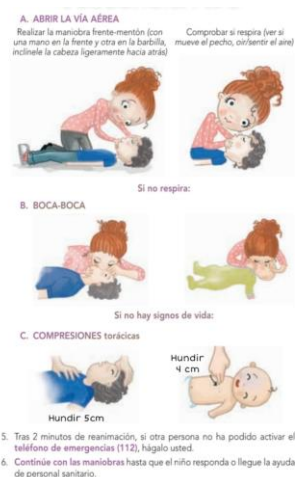 A. ABRIR LA VÍA AÉREA
Realizar la maniobra frente-mentón (con
una mano en la frente y otra en la barbilla,
inclínele la cabeza ligeramente hacia atrás)
Comprobar si respira (ver si
mueve el pecho, oir/sentir el aire)
Si no respira:
B. BOCA-BOCA
Si no hay signos de vida:
C. COMPRESIONES torácicas
Hundir 5cm
Hundir
4 cm
5. Tras 2 minutos de reanimación, si otra persona no ha podido activar el
teléfono de emergencias (112), hágalo usted.
6. Continúe con las maniobras hasta que el niño responda o llegue la ayuda
de personal sanitario.